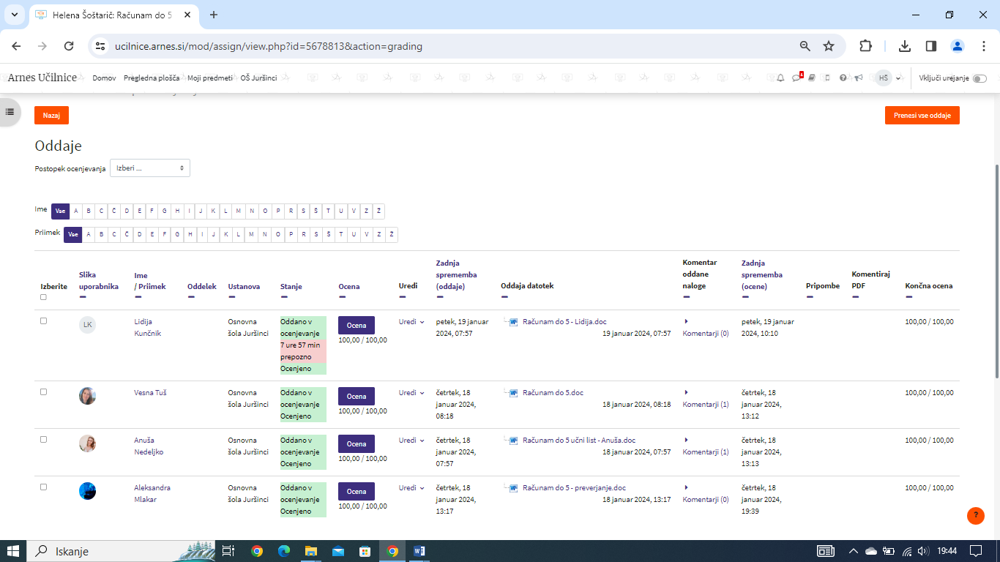 Helena Šoštarič: Računam do 5
ucilnice.arnes.si/mod/assign/view.php?id=5678813&action=grading
Arnes Učilnice Domov Pregledna plošča Moji predmeti OŠ Juršinci 1 HŠ Vključi urejanje
Nazaj Prenesi vse oddaje
Oddaje
Postopek ocenjevanja Izberi ...
Ime Vse A B C Č D E F G H I J K L M N O P R S Š T U V Z Ž
Priimek Vse A B C Č D E F G H I J K L M N O P R S Š T U V Z Ž
Izberite
Slika
uporabnika
Ime
/ Priimek
Oddelek
Ustanova
Stanje
Ocena
Uredi
Zadnja
sprememba
(oddaje)
Oddaja datotek
Komentar
oddane
naloge
Zadnja
sprememba
(ocene)
Pripombe
Komentiraj
PDF
Končna ocena
LK
Lidija
Kunčnik
Osnovna
šola Juršinci
Oddano v
ocenjevanje
7 ure 57 min
prepozno
Ocenjeno
Ocena
100,00 / 100,00
Uredi
petek, 19 januar
2024, 07:57
Računam do 5 - Lidija.doc
19 januar 2024, 07:57
Komentarji (0)
petek, 19 januar
2024, 10:10
100,00 / 100,00
Vesna Tuš
Osnovna
šola Juršinci
Oddano v
ocenjevanje
Ocenjeno
Ocena
100,00 / 100,00
Uredi
četrtek, 18
januar 2024,
08:18
Računam do 5.doc
18 januar 2024, 08:18
Komentarji (1)
četrtek, 18
januar 2024,
13:12
100,00 / 100,00
Anuša
Nedeljko
Osnovna
šola Juršinci
Oddano v
ocenjevanje
Ocenjeno
Ocena
100,00 / 100,00
Uredi
četrtek, 18
januar 2024,
07:57
Računam do 5 učni list - Anuša.doc
18 januar 2024, 07:57
Komentarji (1)
četrtek, 18
januar 2024,
13:13
100,00 / 100,00
Aleksandra
Mlakar
Osnovna
šola Juršinci
Oddano v
ocenjevanje
Ocenjeno
Ocena
100,00 / 100,00
Uredi
četrtek, 18
januar 2024,
13:17
Računam do 5 - preverjanje.doc
18 januar 2024, 13:17
Komentarji (0)
četrtek, 18
januar 2024,
19:39
100,00 / 100,00
?
Iskanje
19:44